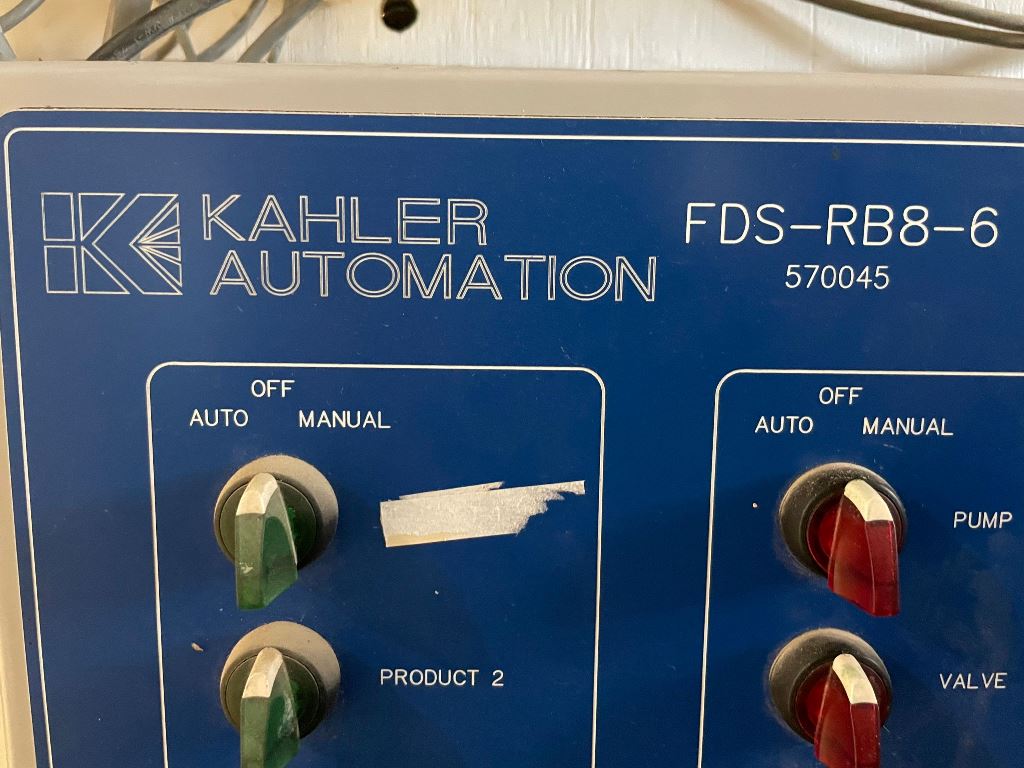 KAHLER
AUTOMATION
FDS-RB8-6
570045
OFF
AUTO MANUAL
PRODUCT 2
OFF
AUTO MANUAL
PUMP
VALVE